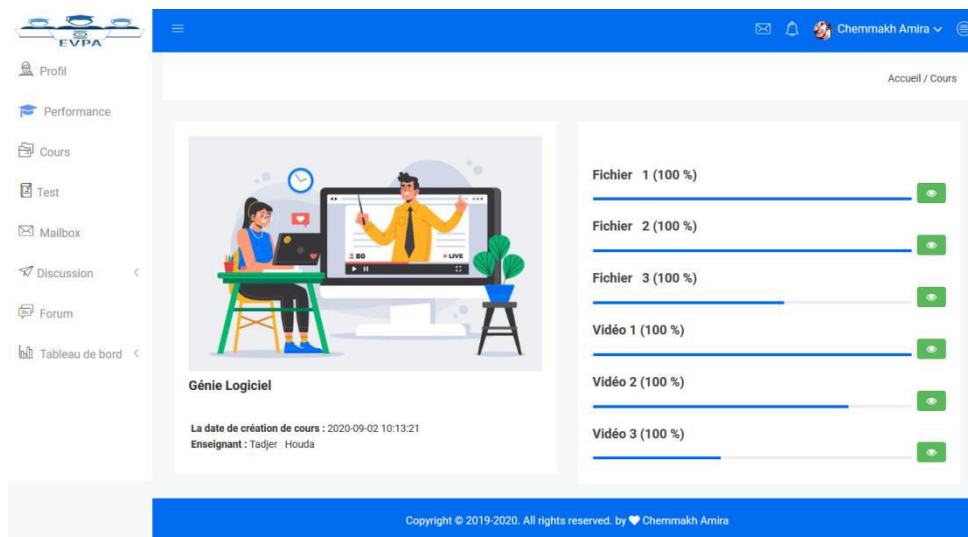 EVPA
Chemmakh Amira
Profil
Performance
Cours
Test
Mailbox
Discussion
Forum
Tableau de bord
Accueil / Cours
80
LIVE
Génie Logiciel
La date de création de cours : 2020-09-02 10:13:21
Enseignant : Tadjer Houda
Fichier 1 (100 %)
Fichier 2 (100 %)
Fichier 3 (100 %)
Vidéo 1 (100 %)
Vidéo 2 (100 %)
Vidéo 3 (100 %)
Copyright © 2019-2020. All rights reserved. by Chemmakh Amira